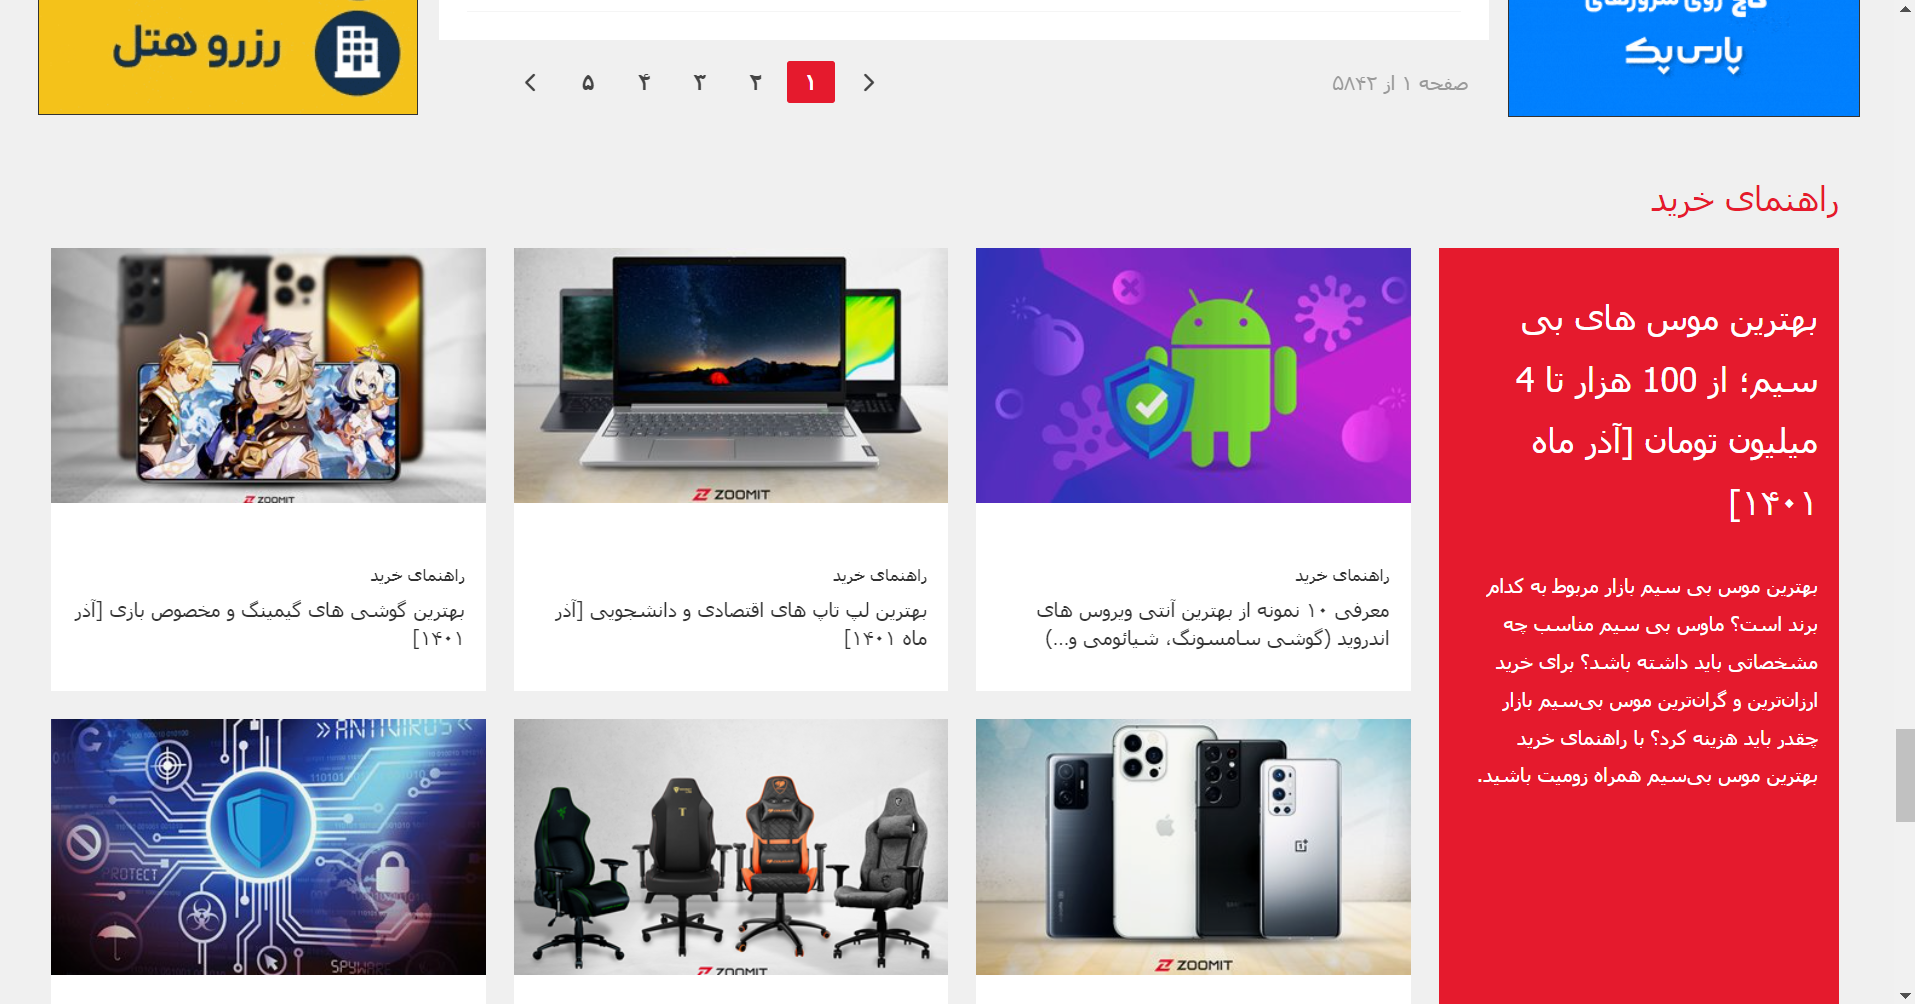 کاخ روی سرورهای
پارس‌پک
رزرو هتل
صفحه ۱ از ۵۸۴۲
۱ ۲ ۳ ۴ ۵
راهنمای خرید
بهترین موس های بی
سیم؛ از 100 هزار تا 4
میلیون تومان [آذر ماه
۱۴۰۱]
بهترین موس بی سیم بازار مربوط به کدام
برند است؟ ماوس بی سیم مناسب چه
مشخصاتی باید داشته باشد؟ برای خرید
ارزان‌ترین و گران‌ترین موس بی‌سیم بازار
چقدر باید هزینه کرد؟ با راهنمای خرید
بهترین موس بی‌سیم همراه زومیت باشید.
راهنمای خرید
معرفی ۱۰ نمونه از بهترین آنتی ویروس های
اندروید (گوشی سامسونگ، شیائومی و...)
ZOOMIT
راهنمای خرید
بهترین لپ تاپ های اقتصادی و دانشجویی [آذر
ماه ۱۴۰۱]
ZOOMIT
راهنمای خرید
بهترین گوشی های گیمینگ و مخصوص بازی [آذر
۱۴۰۱]
ZOOMIT
ZOOMIT
»ANTIVIRUS«
PROTECT
SPYWARE